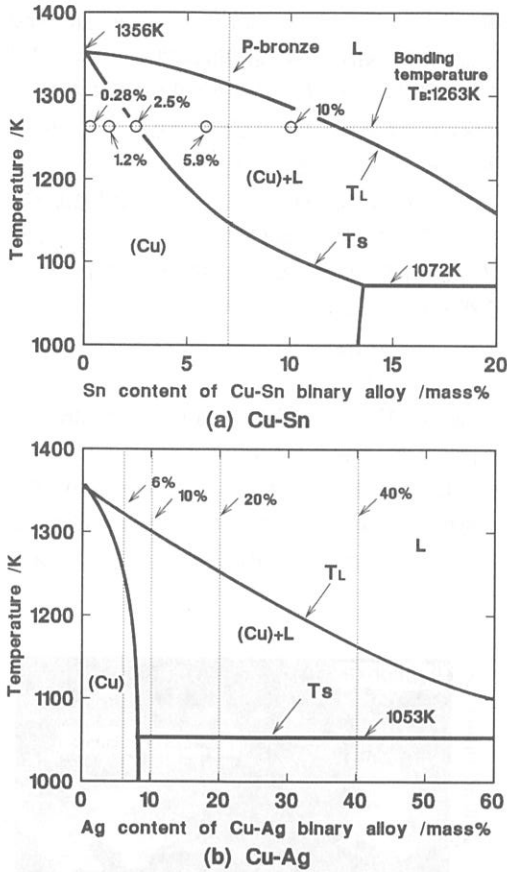 1400
1356K
P-bronze
L
Bonding
temperature
TB:1263K
1300
0.28%
2.5%
10%
1.2%
5.9%
1200
(Cu)+L
TL
(Cu)
Ts
1100
1072K
1000
0 5 10 15 20
Temperature /K
Sn content of Cu-Sn binary alloy /mass%
(a) Cu-Sn
1400
6%
10%
20%
40%
1300
L
TL
1200
(Cu)+L
(Cu)
1100
Ts
1053K
1000
0 10 20 30 40 50 60
Temperature /K
Ag content of Cu-Ag binary alloy /mass%
(b) Cu-Ag